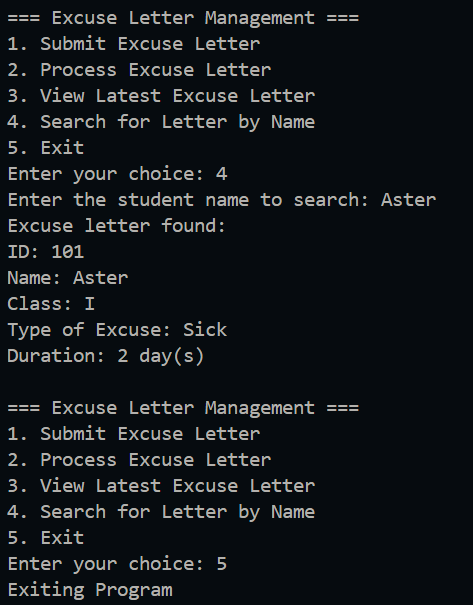 === Excuse Letter Management ===
1. Submit Excuse Letter
2. Process Excuse Letter
3. View Latest Excuse Letter
4. Search for Letter by Name
5. Exit
Enter your choice: 4
Enter the student name to search: Aster
Excuse letter found:
ID: 101
Name: Aster
Class: I
Type of Excuse: Sick
Duration: 2 day(s)

=== Excuse Letter Management ===
1. Submit Excuse Letter
2. Process Excuse Letter
3. View Latest Excuse Letter
4. Search for Letter by Name
5. Exit
Enter your choice: 5
Exiting Program